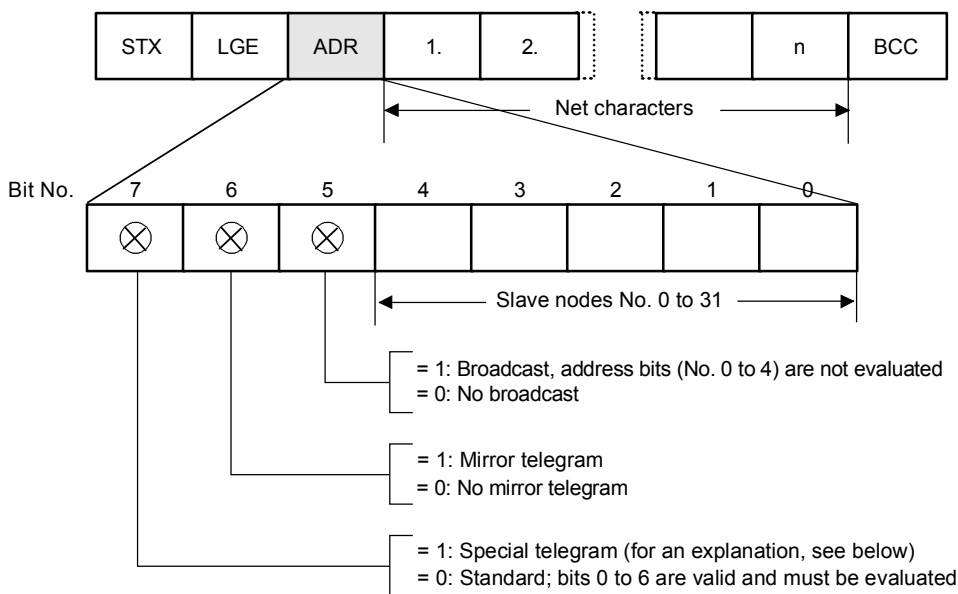 STX LGE ADR 1. 2. n BCC
Net characters
Bit No. 7 6 5 4 3 2 1 0
Slave nodes No. 0 to 31
= 1: Broadcast, address bits (No. 0 to 4) are not evaluated
= 0: No broadcast
= 1: Mirror telegram
= 0: No mirror telegram
= 1: Special telegram (for an explanation, see below)
= 0: Standard; bits 0 to 6 are valid and must be evaluated